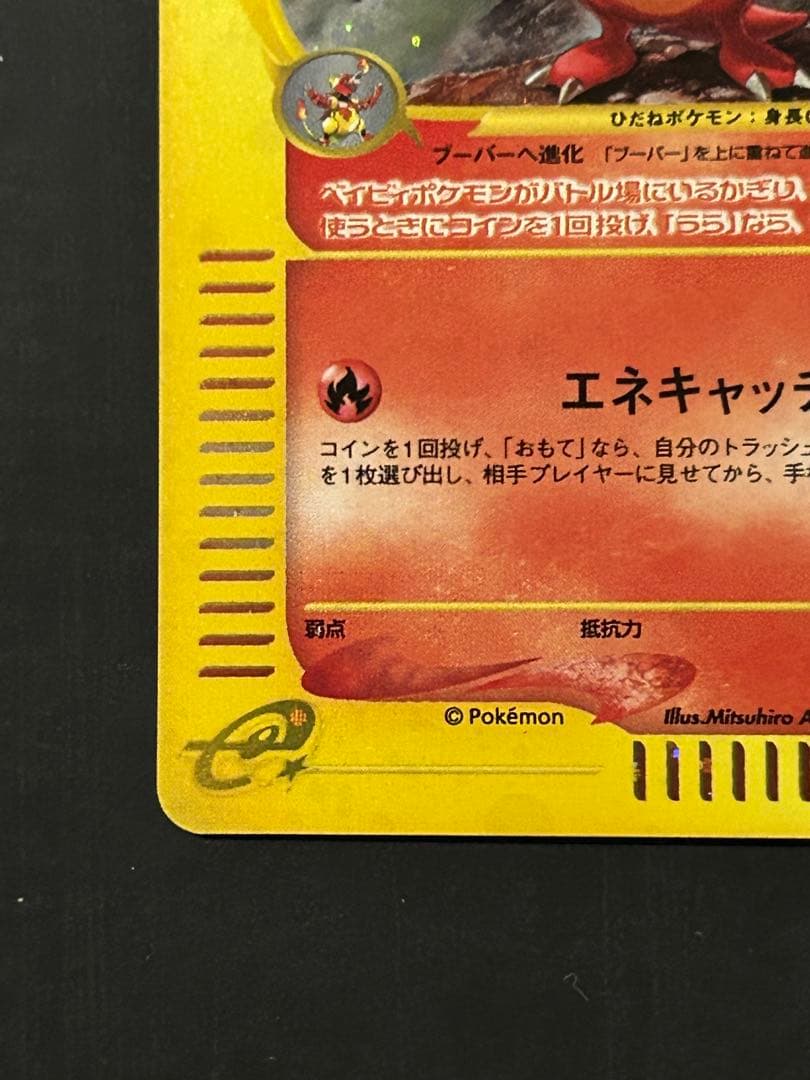 ひだねポケモン：身長
ブーバーへ進化 「ブーバー」を上に重ねて
ベイビィポケモンがバトル場にいるかぎり、
使うときにコインを1回投げ、「うら」なら、
エネキャッチ
コインを1回投げ、「おもて」なら、自分のトラッシュ
を1枚選び出し、相手プレイヤーに見せてから、手
弱点 抵抗力
© Pokémon Illus.Mitsuhiro A
e